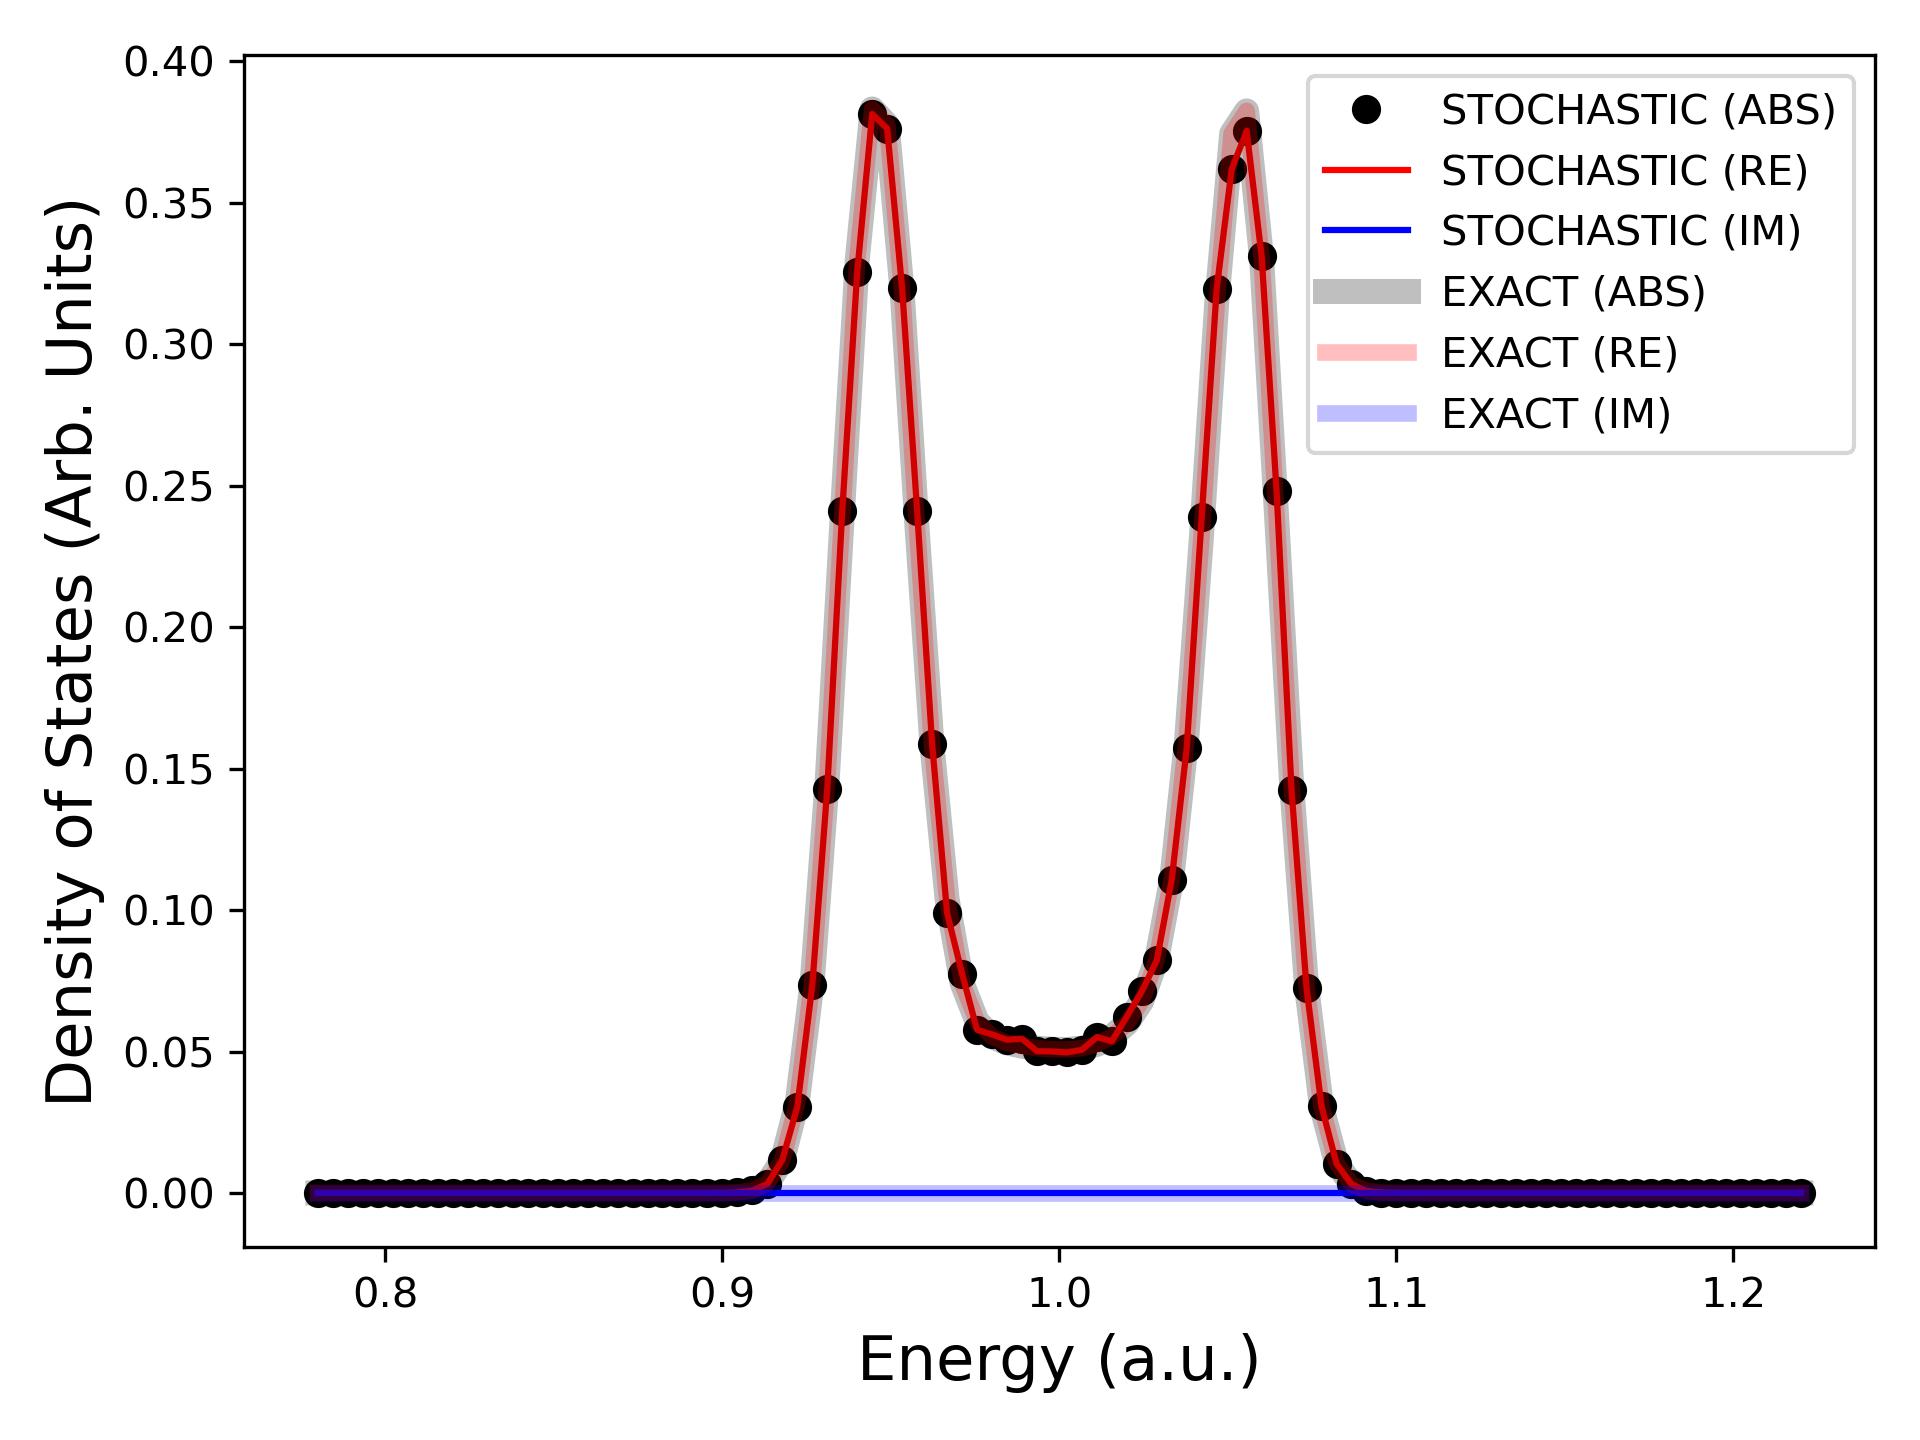 Density of States (Arb. Units)
0.40
0.35
0.30
0.25
0.20
0.15
0.10
0.05
0.00
STOCHASTIC (ABS)
STOCHASTIC (RE)
STOCHASTIC (IM)
EXACT (ABS)
EXACT (RE)
EXACT (IM)
0.8 0.9 1.0 1.1 1.2
Energy (a.u.)